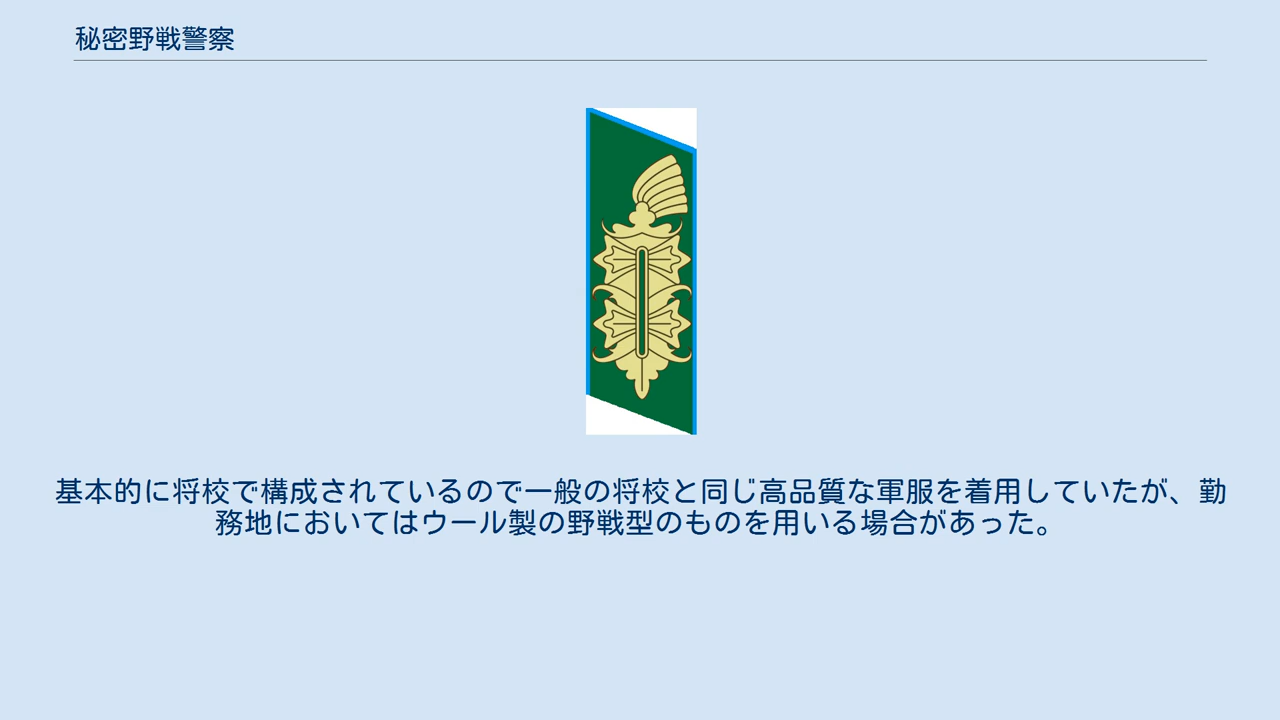 秘密野戦警察
基本的に将校で構成されているので一般の将校と同じ高品質な軍服を着用していたが、勤
務地においてはウール製の野戦型のものを用いる場合があった。